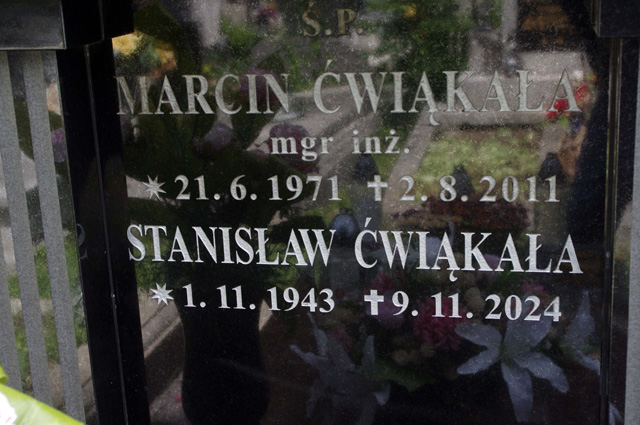 Ś.P.
MARCIN ĆWIĄKAŁA
mgr inż.
✴ 21.6.1971 ✝ 2.8.2011
STANISŁAW ĆWIĄKAŁA
✴ 1.11.1943 ✝ 9.11.2024